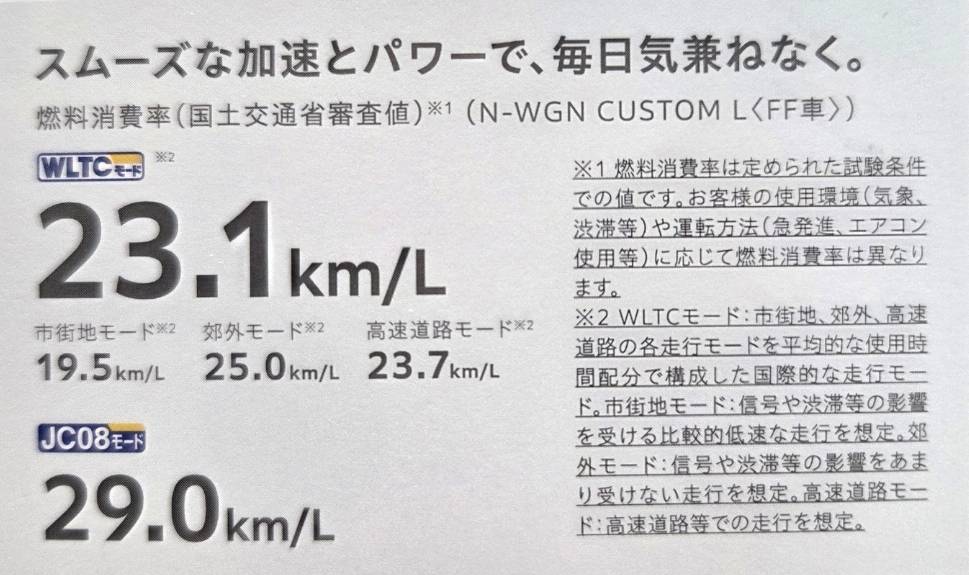 スムーズな加速とパワーで、毎日気兼ねなく。
燃料消費率(国土交通省審査値)※1 (N-WGN CUSTOM L〈FF車〉)
WLTCモード ※2
23.1km/L
市街地モード※2 郊外モード※2 高速道路モード※2
19.5km/L 25.0km/L 23.7km/L
JC08モード
29.0km/L
※1 燃料消費率は定められた試験条件
での値です。お客様の使用環境(気象、
渋滞等)や運転方法(急発進、エアコン
使用等)に応じて燃料消費率は異なり
ます。
※2 WLTCモード:市街地、郊外、高速
道路の各走行モードを平均的な使用時
間配分で構成した国際的な走行モー
ド。市街地モード:信号や渋滞等の影響
を受ける比較的低速な走行を想定。郊
外モード:信号や渋滞等の影響をあま
り受けない走行を想定。高速道路モー
ド:高速道路等での走行を想定。